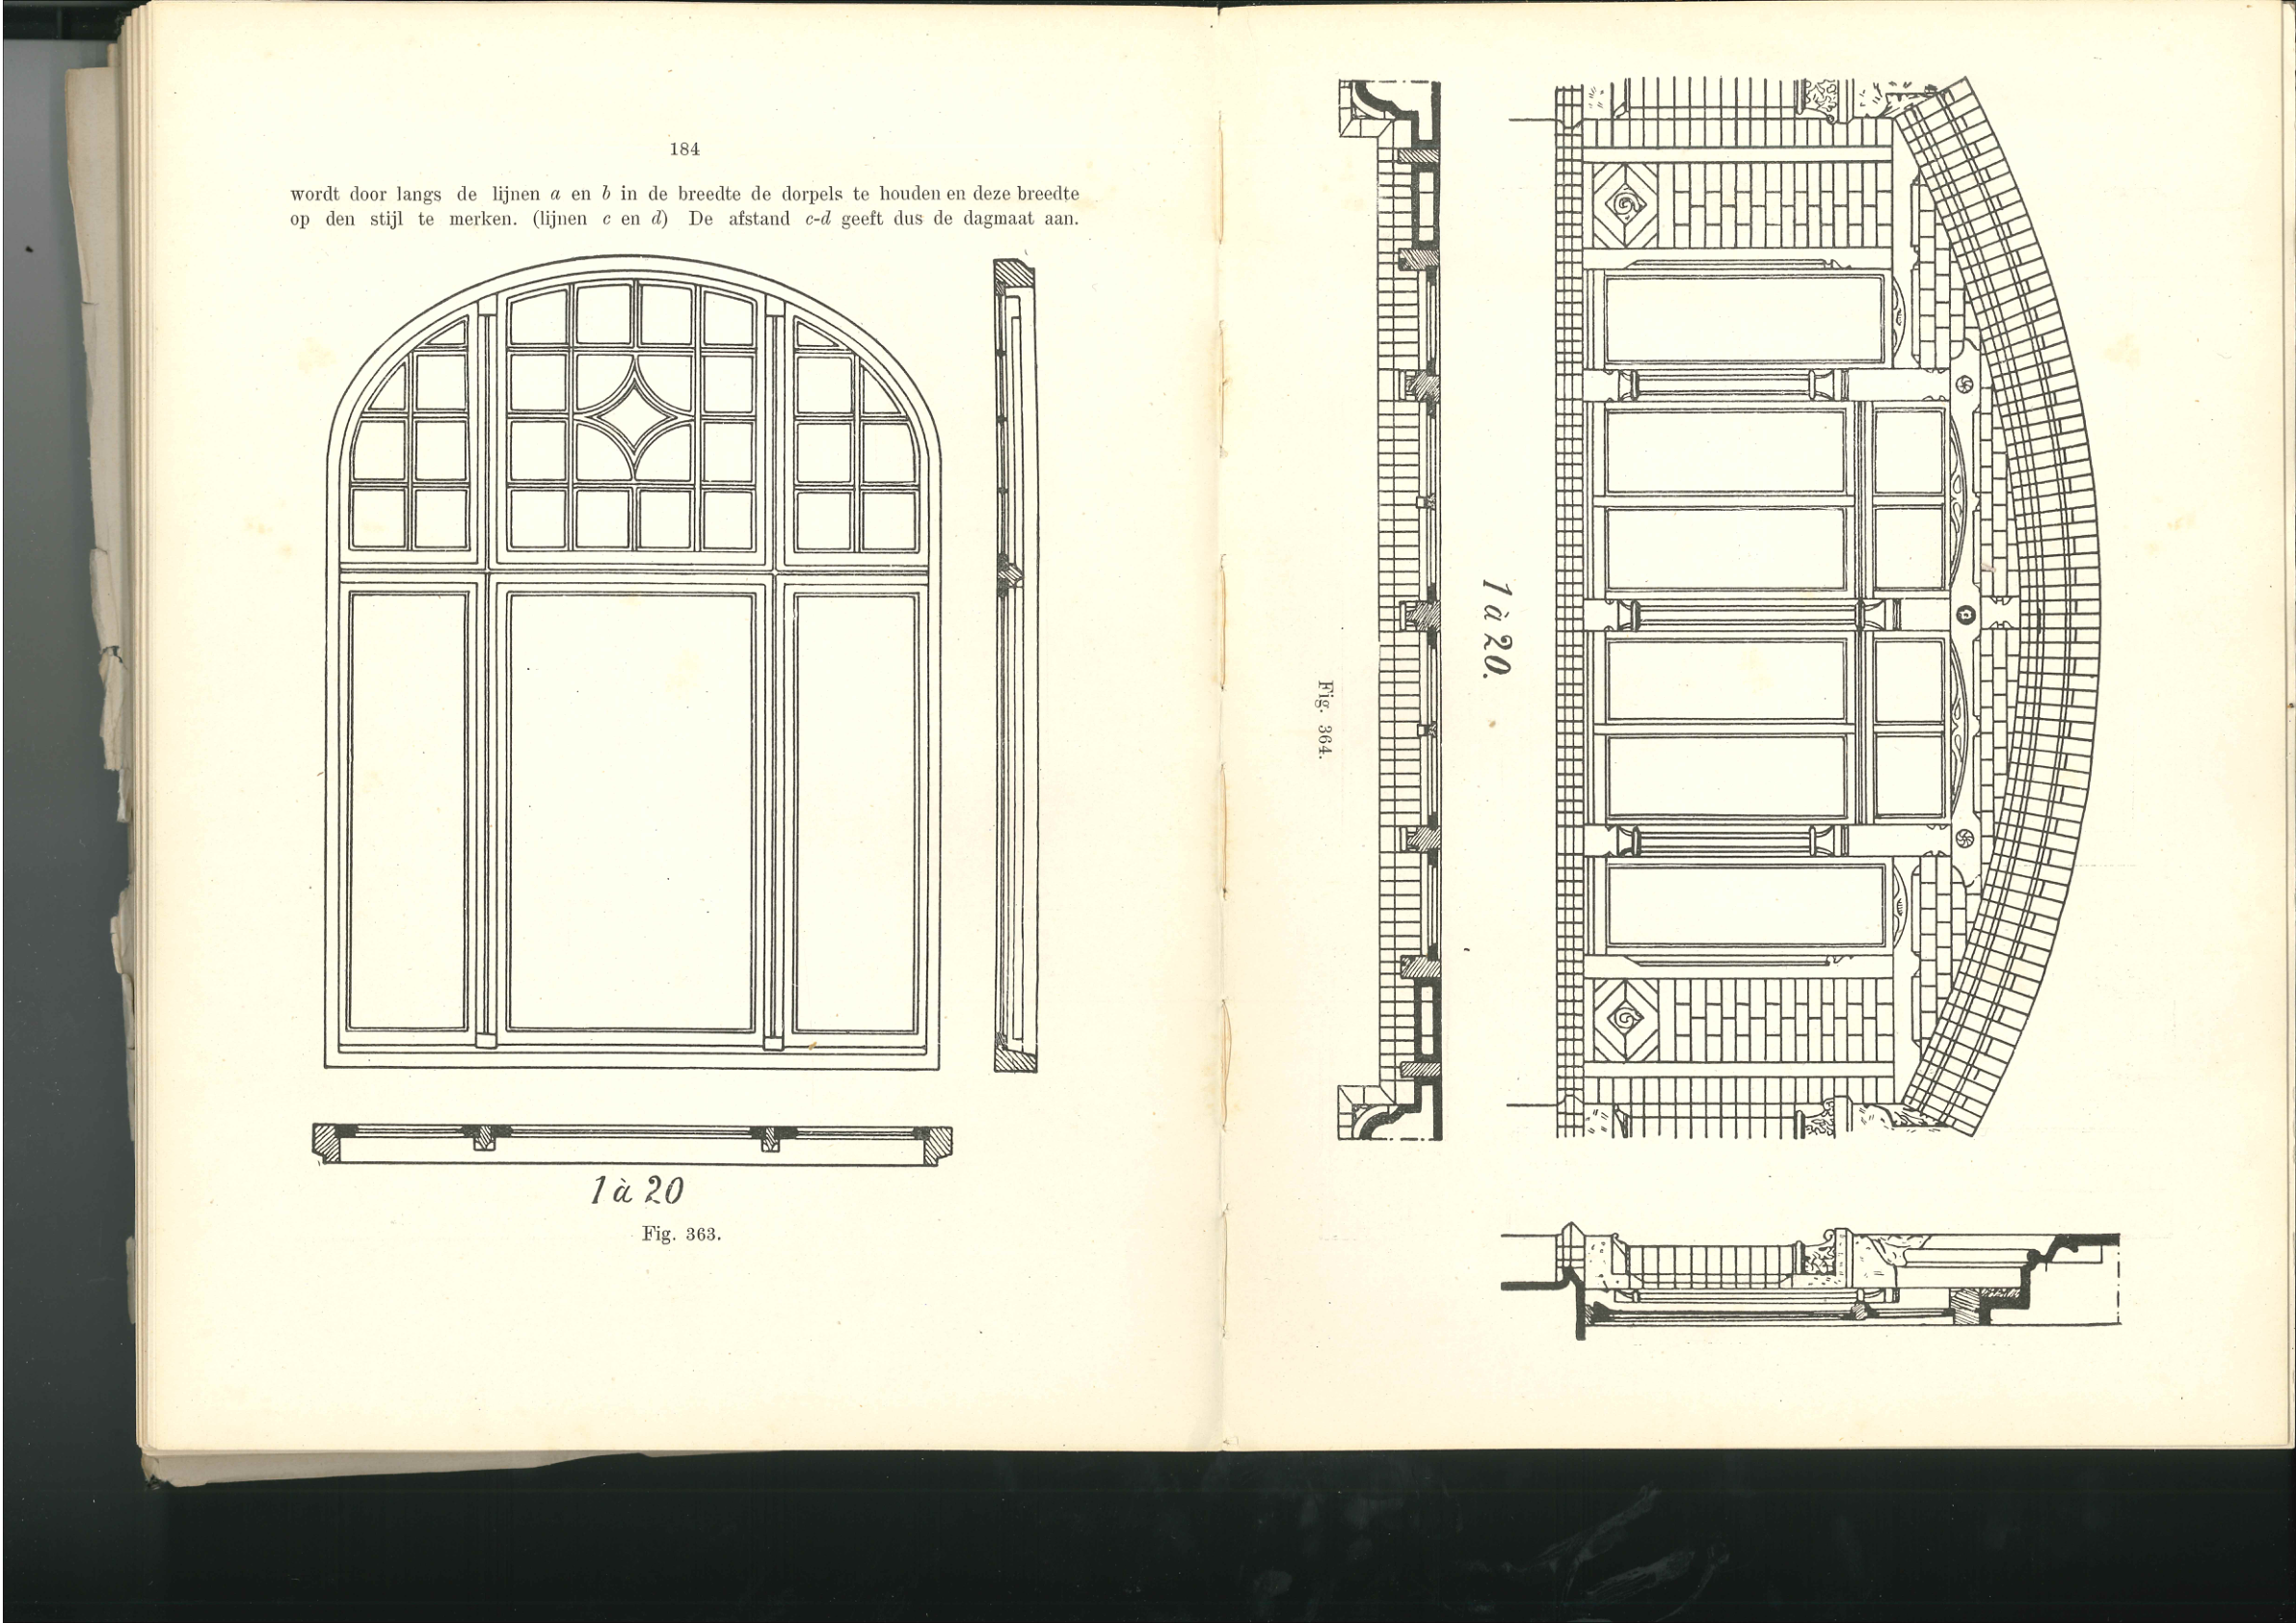 184
wordt door langs de lijnen a en b in de breedte de dorpels te houden en deze breedte
op den stijl te merken. (lijnen c en d) De afstand c-d geeft dus de dagmaat aan.
1 à 20
Fig. 363.
1 à 20.
Fig. 364.